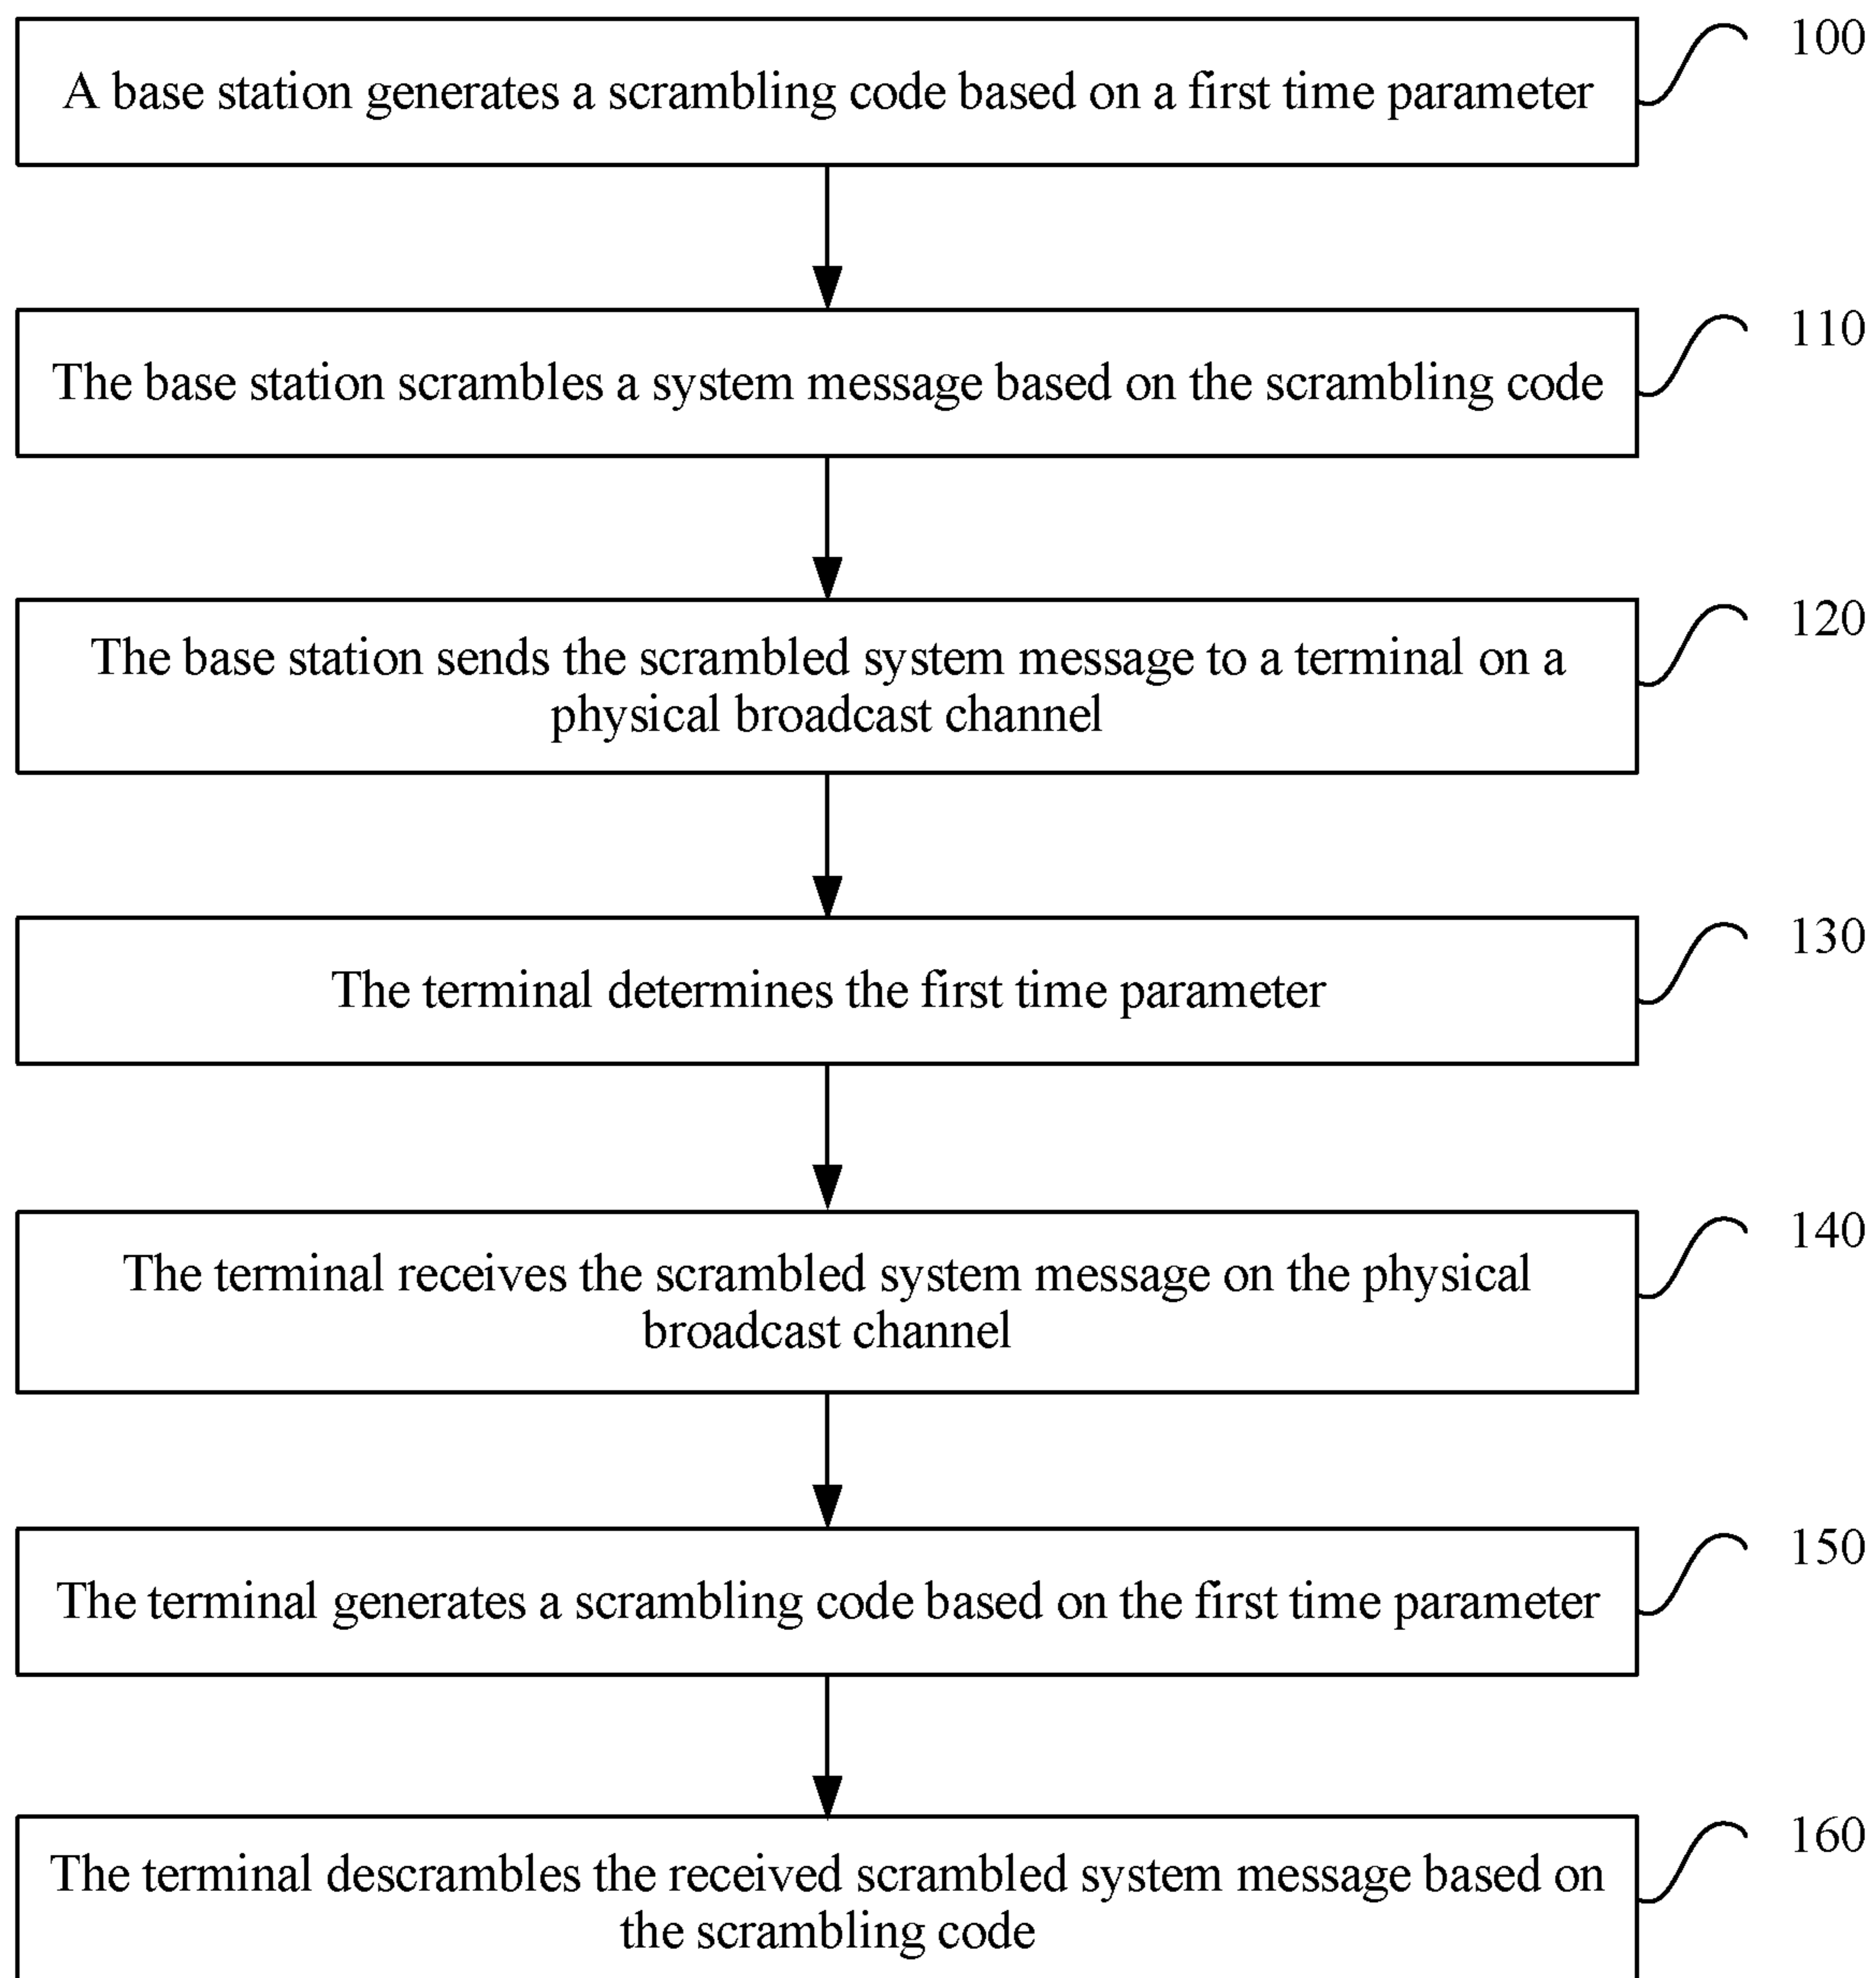 100
A base station generates a scrambling code based on a first time parameter
110
The base station scrambles a system message based on the scrambling code
120
The base station sends the scrambled system message to a terminal on a
physical broadcast channel
130
The terminal determines the first time parameter
140
The terminal receives the scrambled system message on the physical
broadcast channel
150
The terminal generates a scrambling code based on the first time parameter
160
The terminal descrambles the received scrambled system message based on
the scrambling code